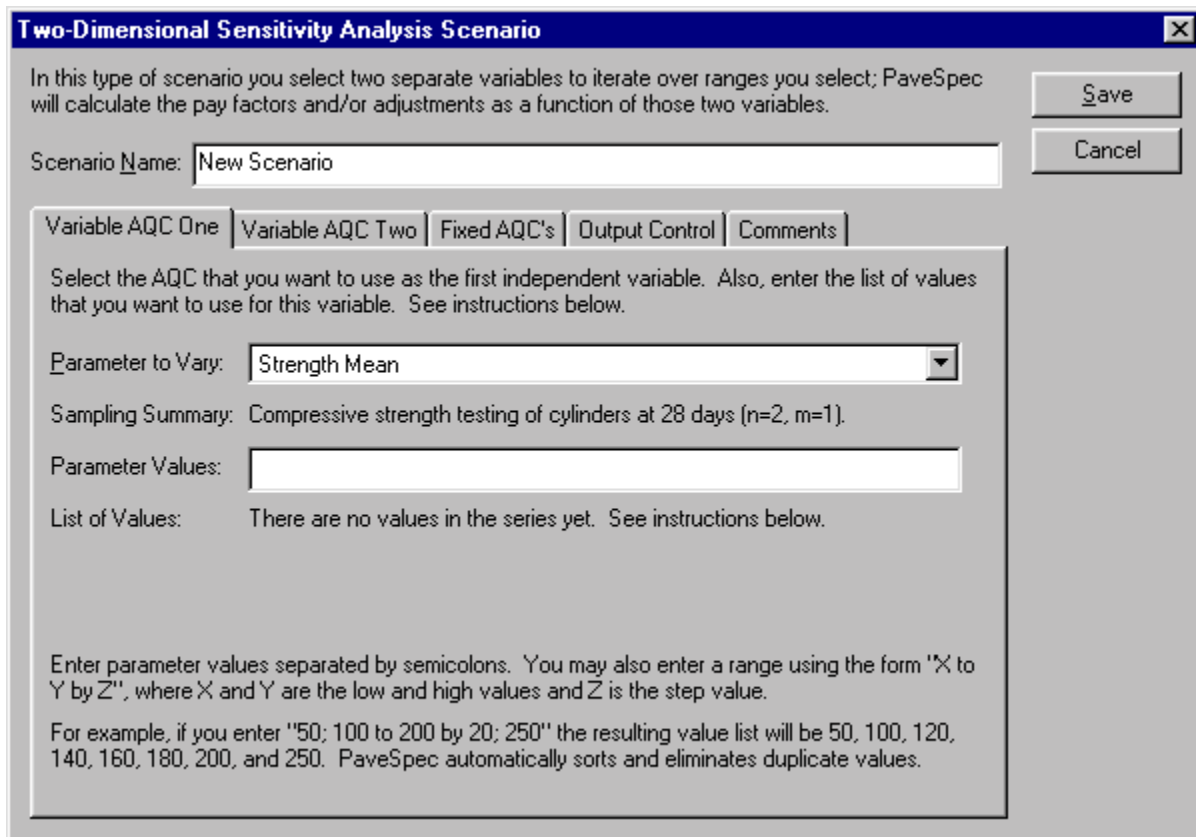 Two-Dimensional Sensitivity Analysis Scenario
In this type of scenario you select two separate variables to iterate over ranges you select; PaveSpec
will calculate the pay factors and/or adjustments as a function of those two variables.
Save
Cancel
Scenario Name: New Scenario
Variable AQC One Variable AQC Two Fixed AQC's Output Control Comments
Select the AQC that you want to use as the first independent variable. Also, enter the list of values
that you want to use for this variable. See instructions below.
Parameter to Vary: Strength Mean
Sampling Summary: Compressive strength testing of cylinders at 28 days (n=2, m=1).
Parameter Values:
List of Values: There are no values in the series yet. See instructions below.
Enter parameter values separated by semicolons. You may also enter a range using the form "X to
Y by Z", where X and Y are the low and high values and Z is the step value.
For example, if you enter "50; 100 to 200 by 20; 250" the resulting value list will be 50, 100, 120,
140, 160, 180, 200, and 250. PaveSpec automatically sorts and eliminates duplicate values.